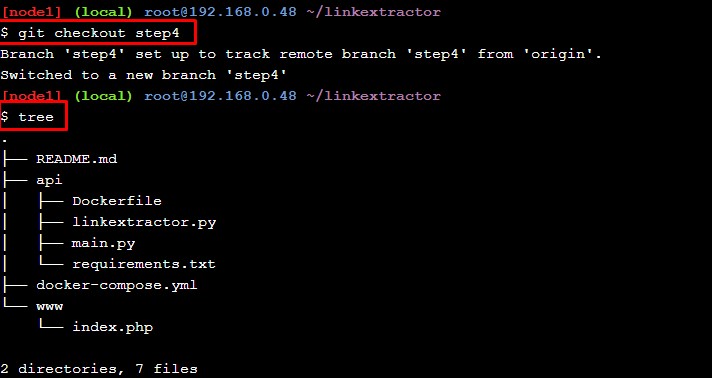 [node1] (local) root@192.168.0.48 ~/linkextractor
$ git checkout step4
Branch 'step4' set up to track remote branch 'step4' from 'origin'.
Switched to a new branch 'step4'
[node1] (local) root@192.168.0.48 ~/linkextractor
$ tree
.
├── README.md
├── api
│   ├── Dockerfile
│   ├── linkextractor.py
│   ├── main.py
│   └── requirements.txt
├── docker-compose.yml
└── www
    └── index.php

2 directories, 7 files